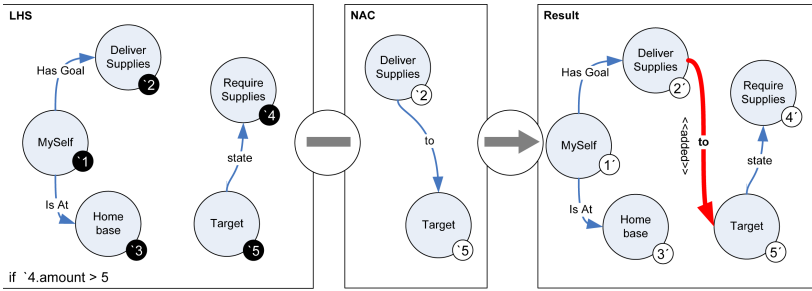 LHS
Deliver
Supplies
`2
Has Goal
Require
Supplies
`4
MySelf
`1
state
Is At
Home
base
`3
Target
`5
if `4.amount > 5
NAC
Deliver
Supplies
`2
to
Target
`5
Result
Deliver
Supplies
2´
Has Goal
Require
Supplies
4´
<<added>>
to
MySelf
1´
state
Is At
Home
base
3´
Target
5´